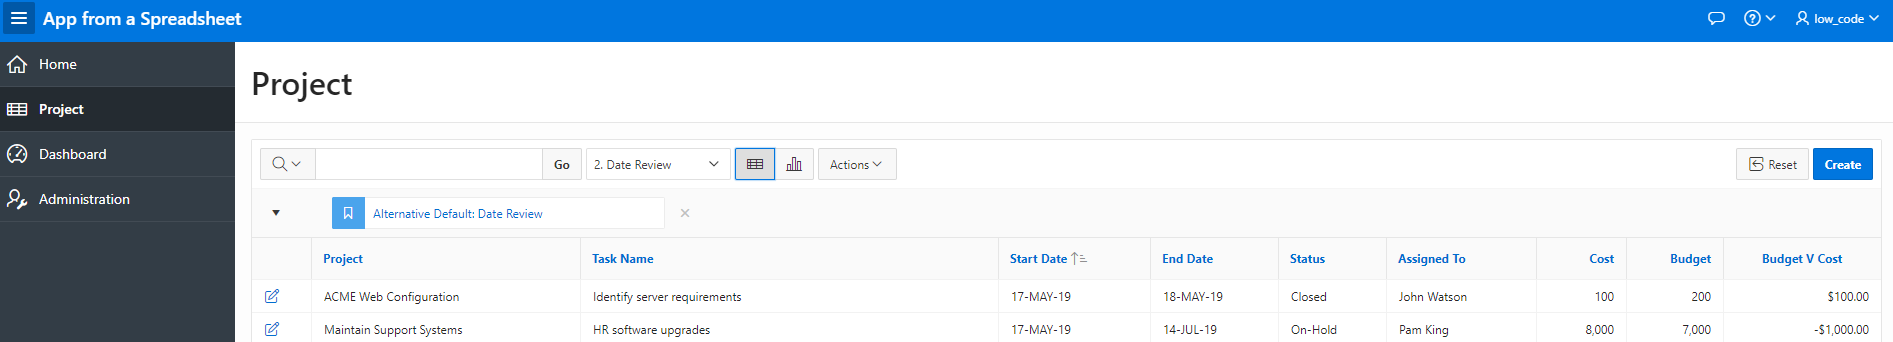 App from a Spreadsheet
low_code
Home
Project
Dashboard
Administration
Project
Go
2. Date Review
Actions
Reset
Create
Alternative Default: Date Review
Project Task Name Start Date End Date Status Assigned To Cost Budget Budget V Cost
ACME Web Configuration Identify server requirements 17-MAY-19 18-MAY-19 Closed John Watson 100 200 $100.00
Maintain Support Systems HR software upgrades 17-MAY-19 14-JUL-19 On-Hold Pam King 8,000 7,000 -$1,000.00